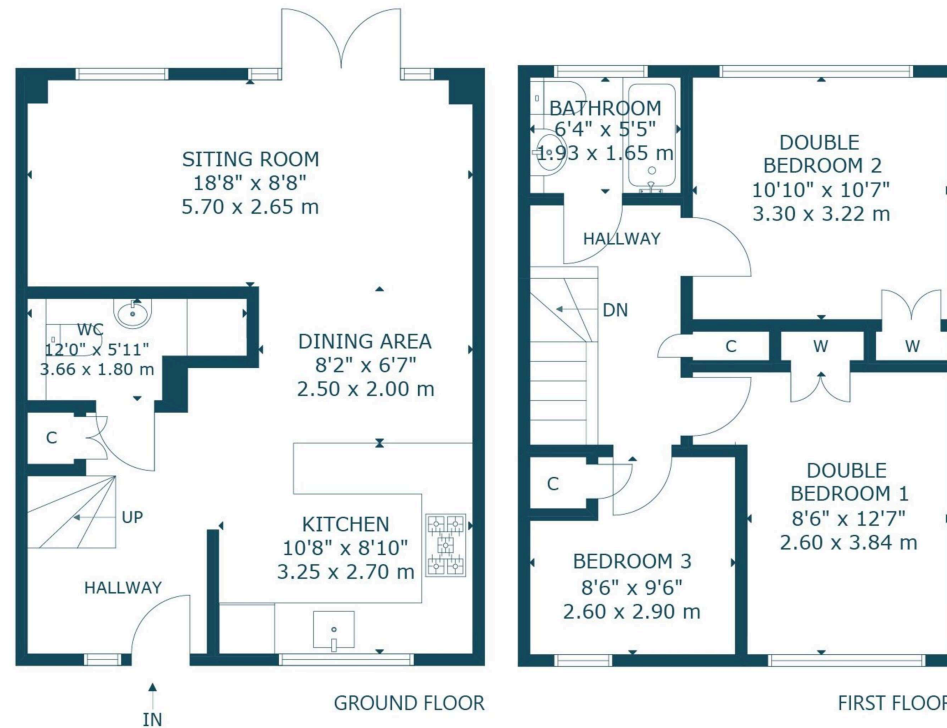 SITING ROOM
18'8" x 8'8"
5.70 x 2.65 m
WC
12'0" x 5'11"
3.66 x 1.80 m
DINING AREA
8'2" x 6'7"
2.50 x 2.00 m
C
UP
KITCHEN
10'8" x 8'10"
3.25 x 2.70 m
HALLWAY
IN
GROUND FLOOR
BATHROOM
6'4" x 5'5"
1.93 x 1.65 m
DOUBLE
BEDROOM 2
10'10" x 10'7"
3.30 x 3.22 m
HALLWAY
DN
C
W
W
DOUBLE
BEDROOM 1
8'6" x 12'7"
2.60 x 3.84 m
C
BEDROOM 3
8'6" x 9'6"
2.60 x 2.90 m
FIRST FLOOR